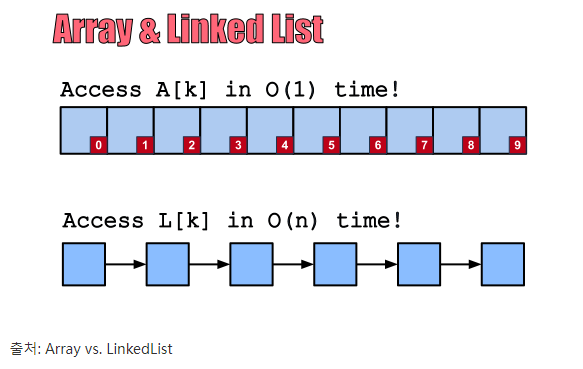 Array & Linked List
Access A[k] in O(1) time!
0 1 2 3 4 5 6 7 8 9
Access L[k] in O(n) time!
출처: Array vs. LinkedList